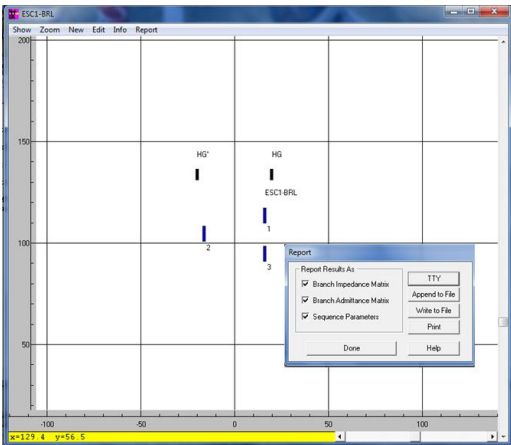 ESC1-BRL
Show Zoom New Edit Info Report
200
150
HG' HG
ESC1-BRL
1
2
100
3
Report
Report Results As
Branch Impedance Matrix
Branch Admittance Matrix
Sequence Parameters
TTY
Append to File
Write to File
Print
Done
Help
50
-100 -50 0 50 100
x=129.4 y=56.5